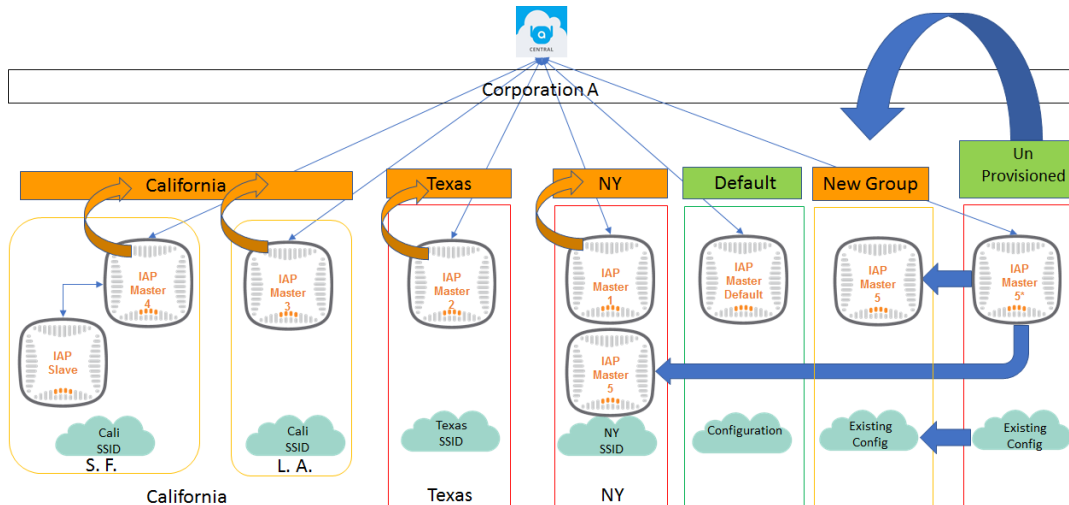 a
CENTRAL
Corporation A
California
Texas
NY
Default
New Group
Un
Provisioned
IAP
Master
4
IAP
Master
3
IAP
Master
2
IAP
Master
1
IAP
Master
Default
IAP
Master
5
IAP
Master
5*
IAP
Slave
IAP
Master
5
Cali
SSID
Cali
SSID
Texas
SSID
NY
SSID
Configuration
Existing
Config
Existing
Config
S. F.
L. A.
California
Texas
NY